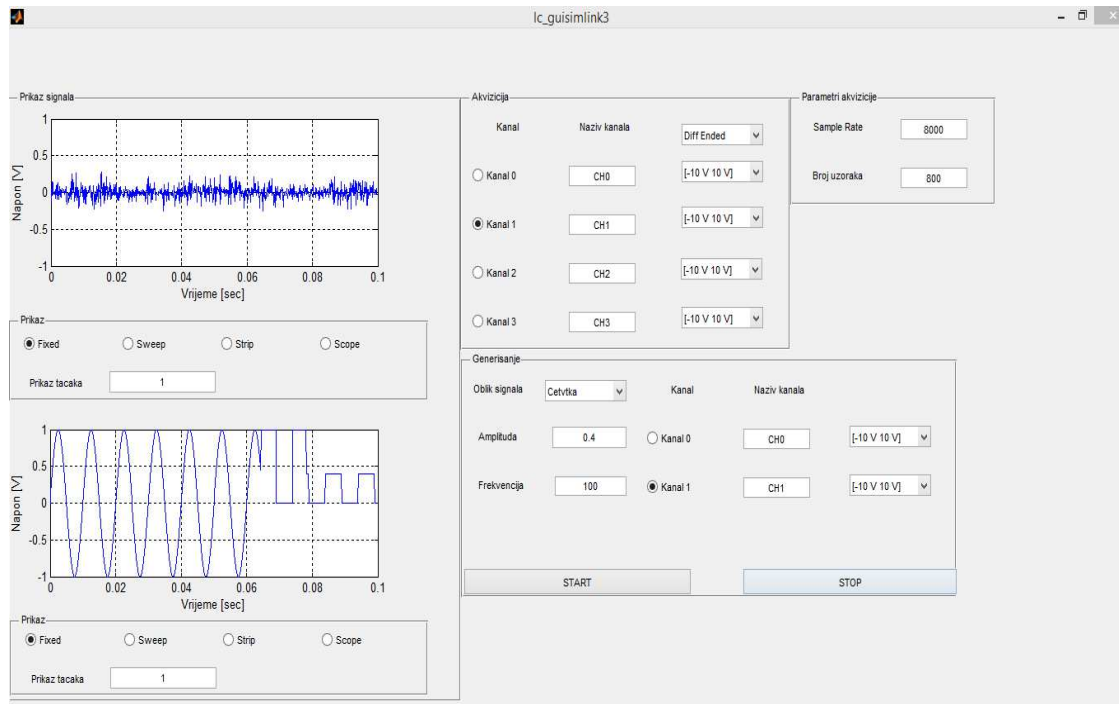 lc_guisimlink3
Prikaz signala
1
0.5
0
-0.5
-1
Napon [V]
0 0.02 0.04 0.06 0.08 0.1
Vrijeme [sec]
Prikaz
Fixed Sweep Strip Scope
Prikaz tacaka 1
1
0.5
0
-0.5
-1
Napon [V]
0 0.02 0.04 0.06 0.08 0.1
Vrijeme [sec]
Prikaz
Fixed Sweep Strip Scope
Prikaz tacaka 1
Akvizicija
Kanal Naziv kanala Diff Ended
Kanal 0 CH0 [-10 V 10 V]
Kanal 1 CH1 [-10 V 10 V]
Kanal 2 CH2 [-10 V 10 V]
Kanal 3 CH3 [-10 V 10 V]
Parametri akvizicije
Sample Rate 8000
Broj uzoraka 800
Generisanje
Oblik signala Cetvtka Kanal Naziv kanala
Amplituda 0.4 Kanal 0 CH0 [-10 V 10 V]
Frekvencija 100 Kanal 1 CH1 [-10 V 10 V]
START STOP